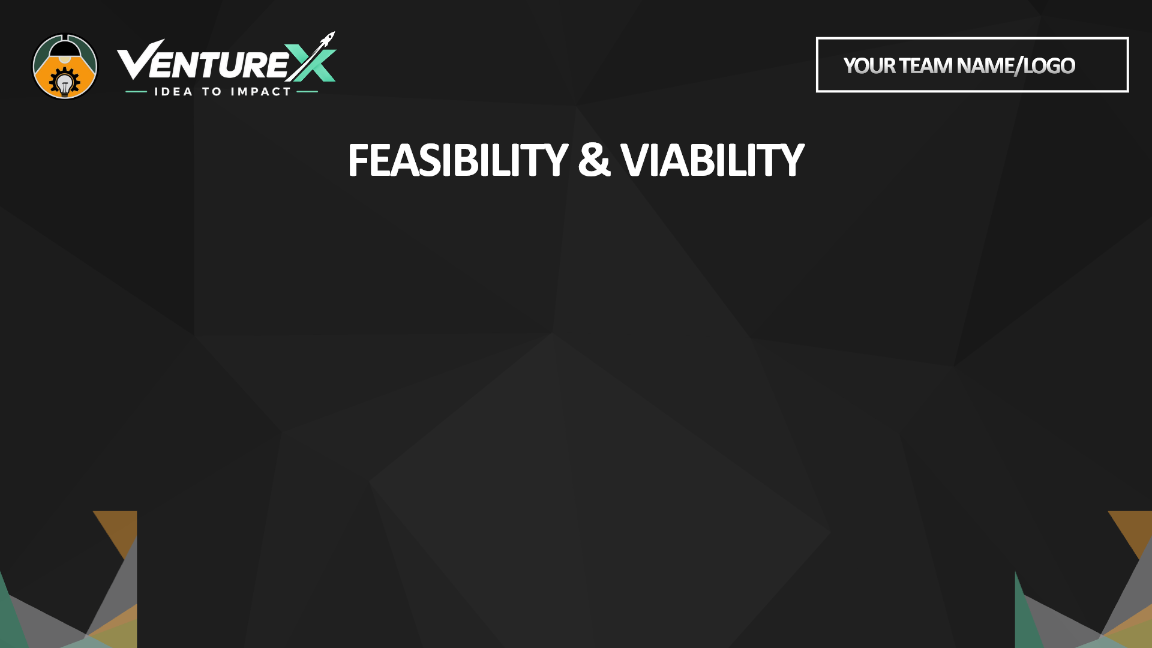 VENTUREX
IDEA TO IMPACT
YOUR TEAM NAME/LOGO
FEASIBILITY & VIABILITY